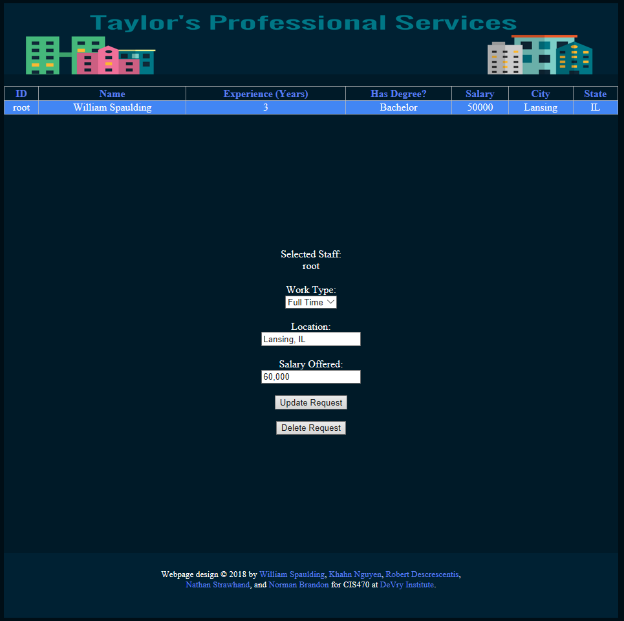 Taylor's Professional Services
ID Name Experience (Years) Has Degree? Salary City State
root William Spaulding 3 Bachelor 50000 Lansing IL
Selected Staff:
root
Work Type:
Full Time
Location:
Lansing, IL
Salary Offered:
60,000
Update Request
Delete Request
Webpage design © 2018 by William Spaulding, Khahn Nguyen, Robert Descrescentis,
Nathan Strawhand, and Norman Brandon for CIS470 at DeVry Institute.